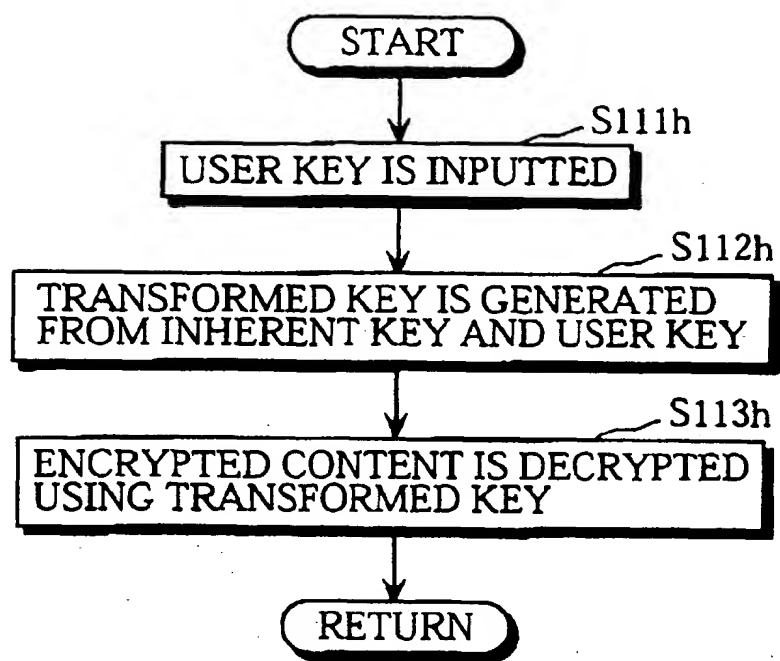 START
S111h
USER KEY IS INPUTTED
S112h
TRANSFORMED KEY IS GENERATED
FROM INHERENT KEY AND USER KEY
S113h
ENCRYPTED CONTENT IS DECRYPTED
USING TRANSFORMED KEY
RETURN